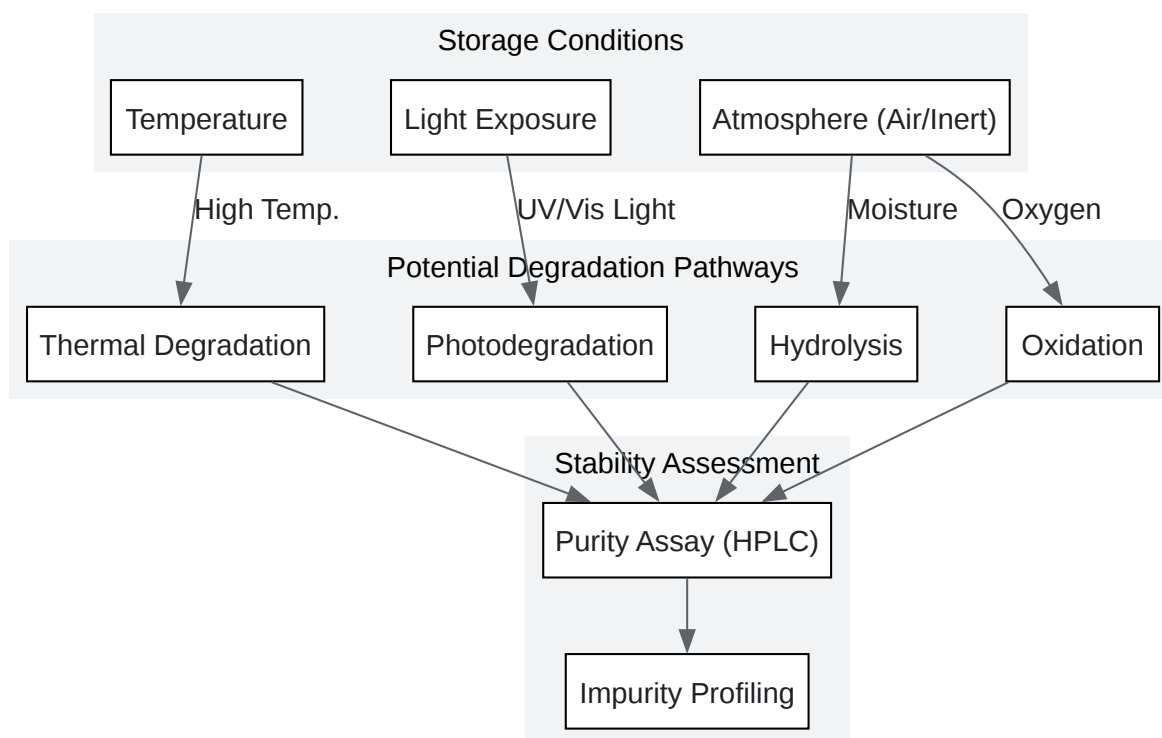 Storage Conditions
Temperature
Light Exposure
Atmosphere (Air/Inert)
High Temp.
UV/Vis Light
Moisture
Oxygen
Potential Degradation Pathways
Thermal Degradation
Photodegradation
Hydrolysis
Oxidation
Stability Assessment
Purity Assay (HPLC)
Impurity Profiling